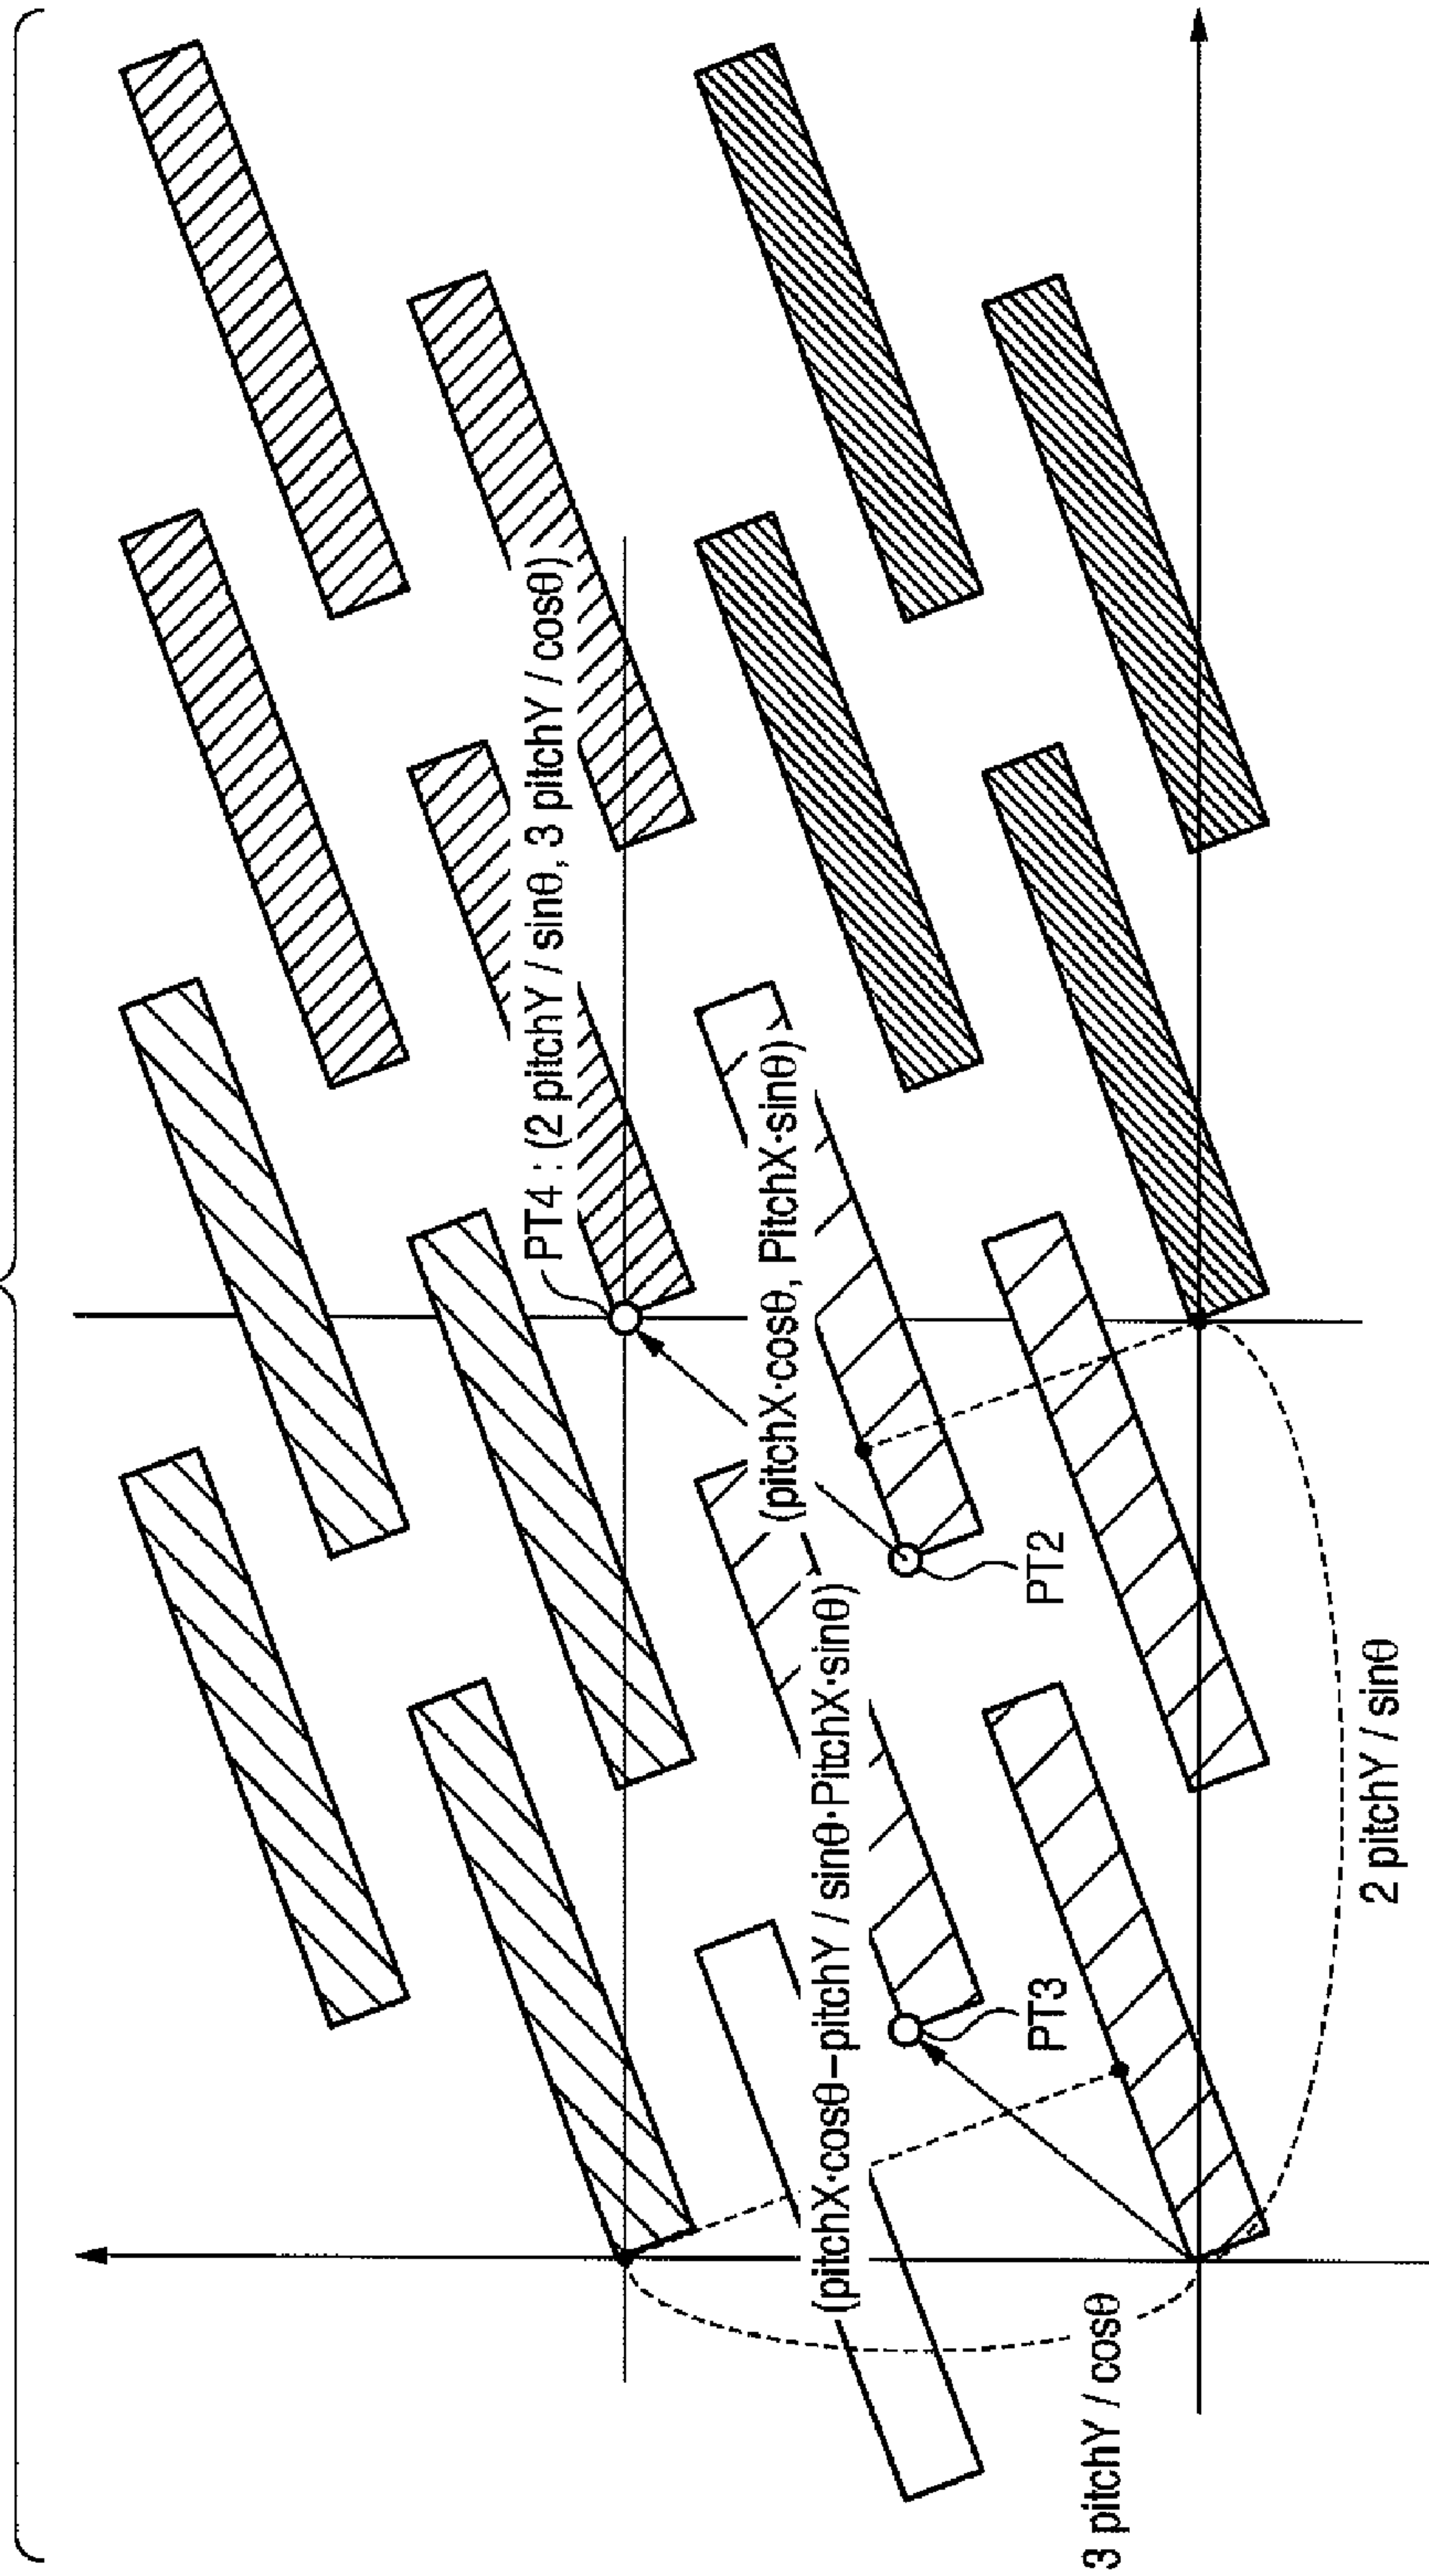 PT4 : (2 pitchY / sinθ, 3 pitchY / cosθ)
(pitchX·cosθ, PitchX·sinθ)
(pitchX·cosθ−pitchY / sinθ·PitchX·sinθ)
PT2
PT3
3 pitchY / cosθ
2 pitchY / sinθ